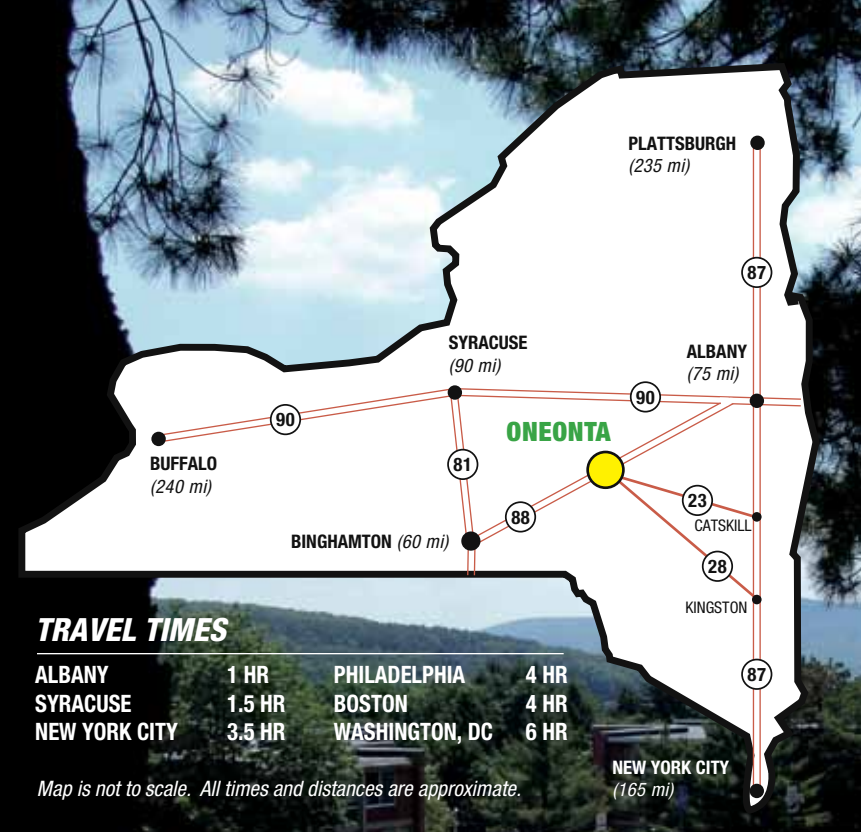 PLATTSBURGH
(235 mi)
87
SYRACUSE
(90 mi)
ALBANY
(75 mi)
90
90
ONEONTA
BUFFALO
(240 mi)
81
88
23
CATSKILL
BINGHAMTON (60 mi)
28
KINGSTON
87
TRAVEL TIMES
ALBANY 1 HR PHILADELPHIA 4 HR
SYRACUSE 1.5 HR BOSTON 4 HR
NEW YORK CITY 3.5 HR WASHINGTON, DC 6 HR
NEW YORK CITY
(165 mi)
Map is not to scale. All times and distances are approximate.